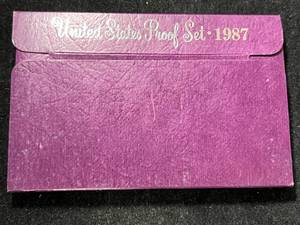 United States Proof Set • 1987